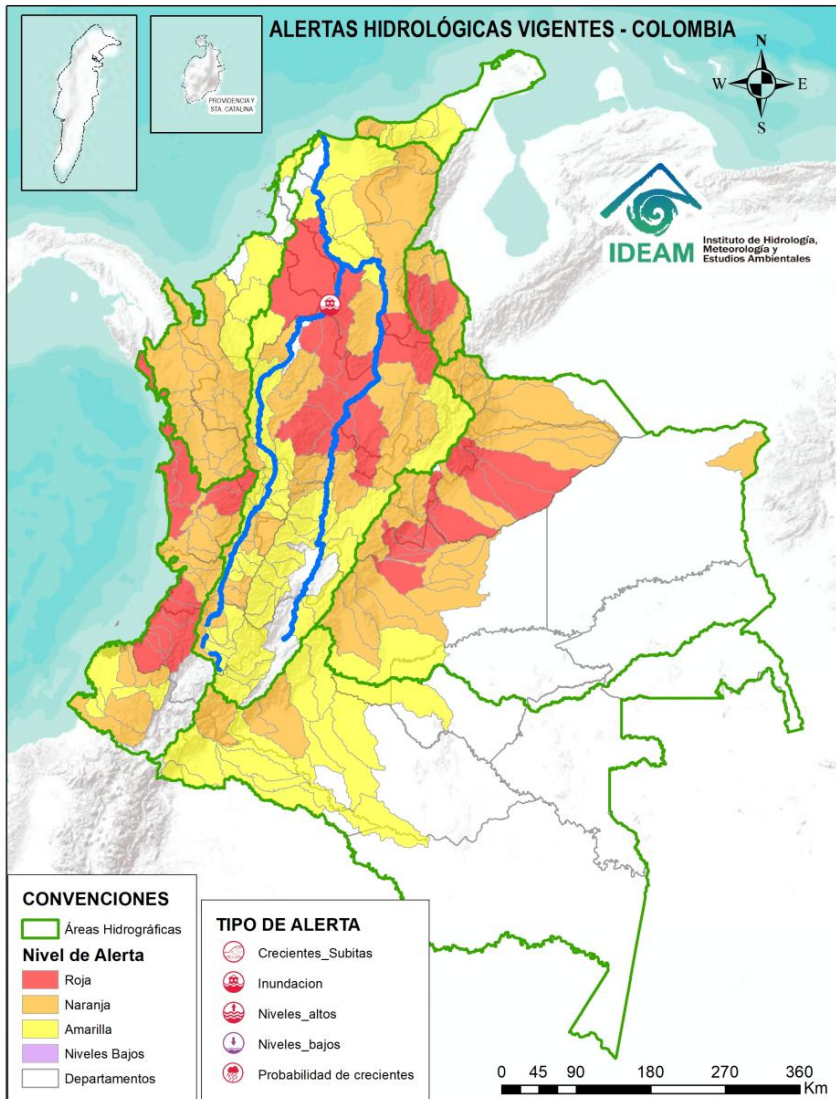 ALERTAS HIDROLÓGICAS VIGENTES - COLOMBIA
PROVIDENCIA Y
STA. CATALINA
N
W
E
S
IDEAM
Instituto de Hidrología,
Meteorología y
Estudios Ambientales
CONVENCIONES
Áreas Hidrográficas
Nivel de Alerta
Roja
Naranja
Amarilla
Niveles Bajos
Departamentos
TIPO DE ALERTA
Crecientes_Subitas
Inundacion
Niveles_altos
Niveles_bajos
Probabilidad de crecientes
0 45 90 180 270 360
Km